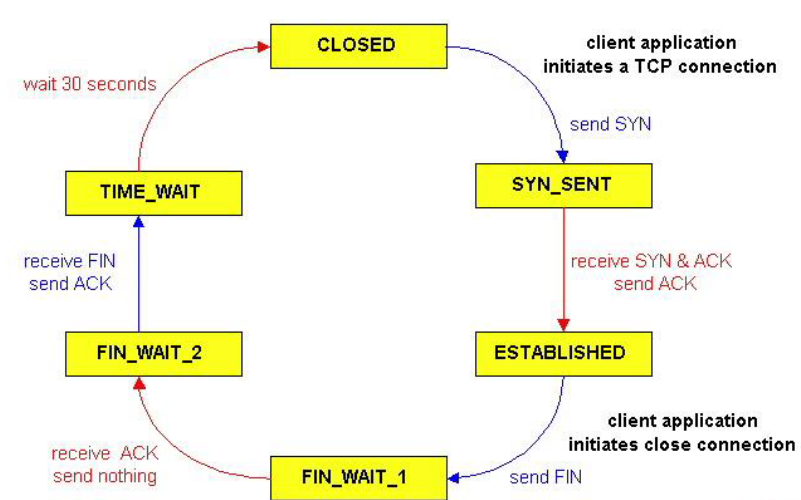 CLOSED
client application
initiates a TCP connection
wait 30 seconds
send SYN
TIME_WAIT
SYN_SENT
receive FIN
send ACK
receive SYN & ACK
send ACK
FIN_WAIT_2
ESTABLISHED
client application
initiates close connection
receive ACK
send nothing
FIN_WAIT_1
send FIN